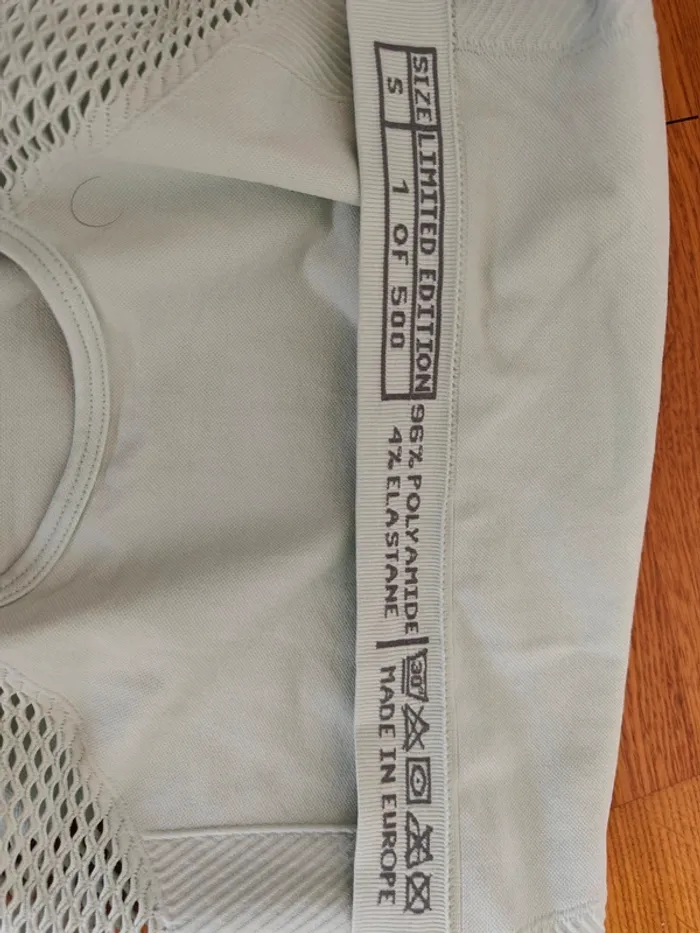 SIZE
S
LIMITED EDITION
1 OF 500
96% POLYAMIDE
4% ELASTANE
30°
MADE IN EUROPE